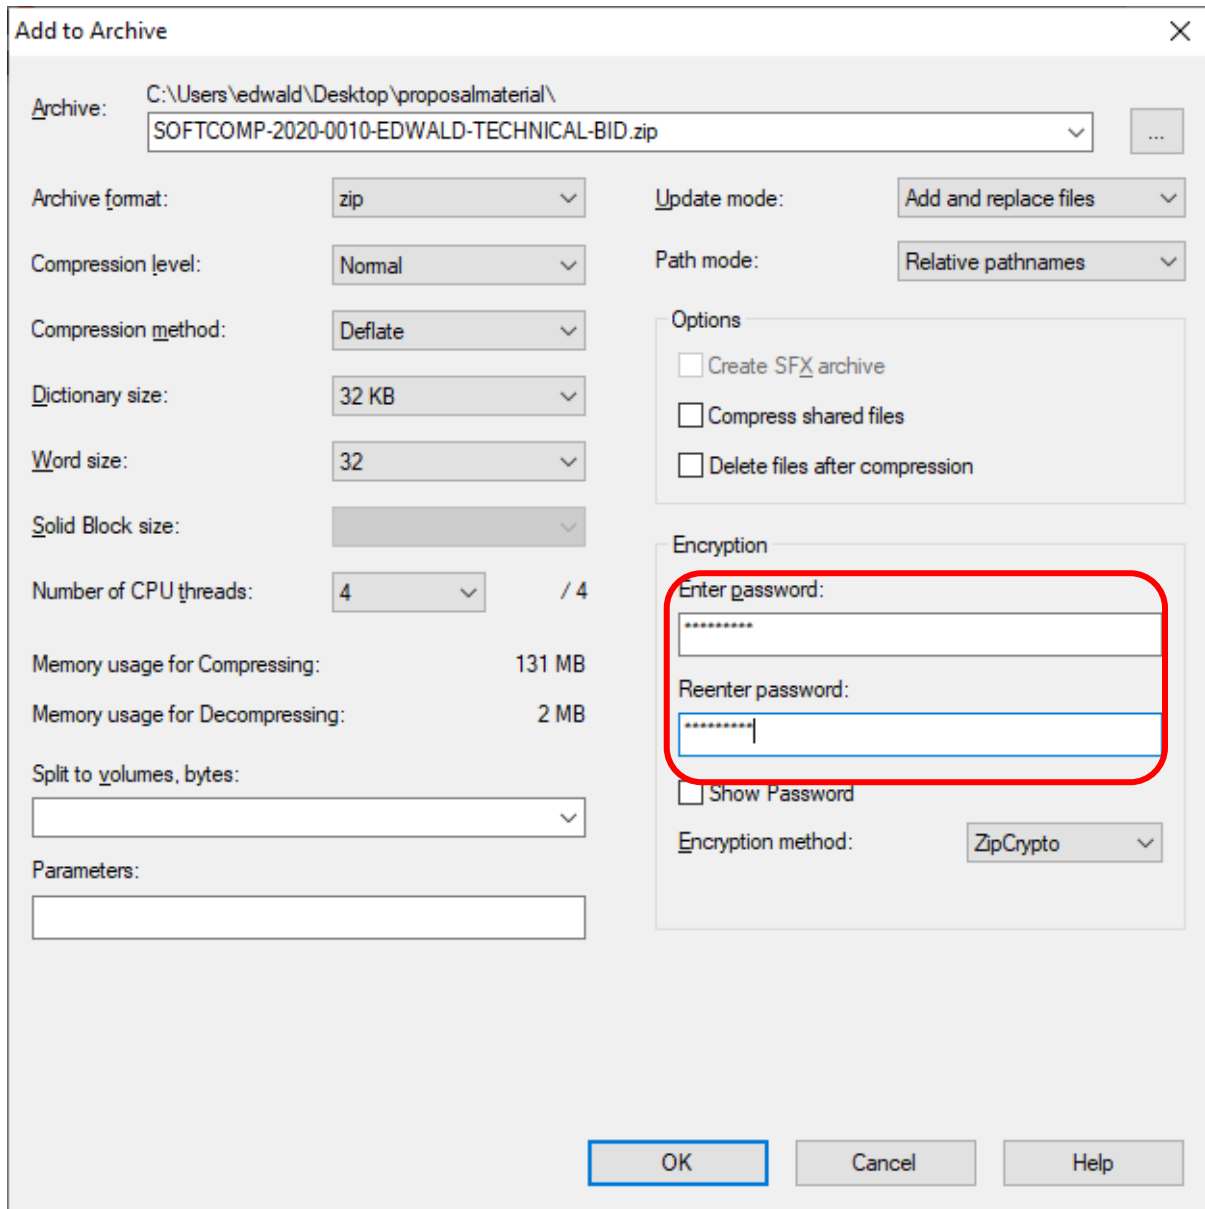 Add to Archive
Archive:
C:\Users\edwald\Desktop\proposalmaterial\
SOFTCOMP-2020-0010-EDWALD-TECHNICAL-BID.zip
...
Archive format:
zip
Compression level:
Normal
Compression method:
Deflate
Dictionary size:
32 KB
Word size:
32
Solid Block size:
Number of CPU threads:
4
/ 4
Memory usage for Compressing:
131 MB
Memory usage for Decompressing:
2 MB
Split to volumes, bytes:
Parameters:
Update mode:
Add and replace files
Path mode:
Relative pathnames
Options
Create SFX archive
Compress shared files
Delete files after compression
Encryption
Enter password:
*********
Reenter password:
*********
Show Password
Encryption method:
ZipCrypto
OK
Cancel
Help